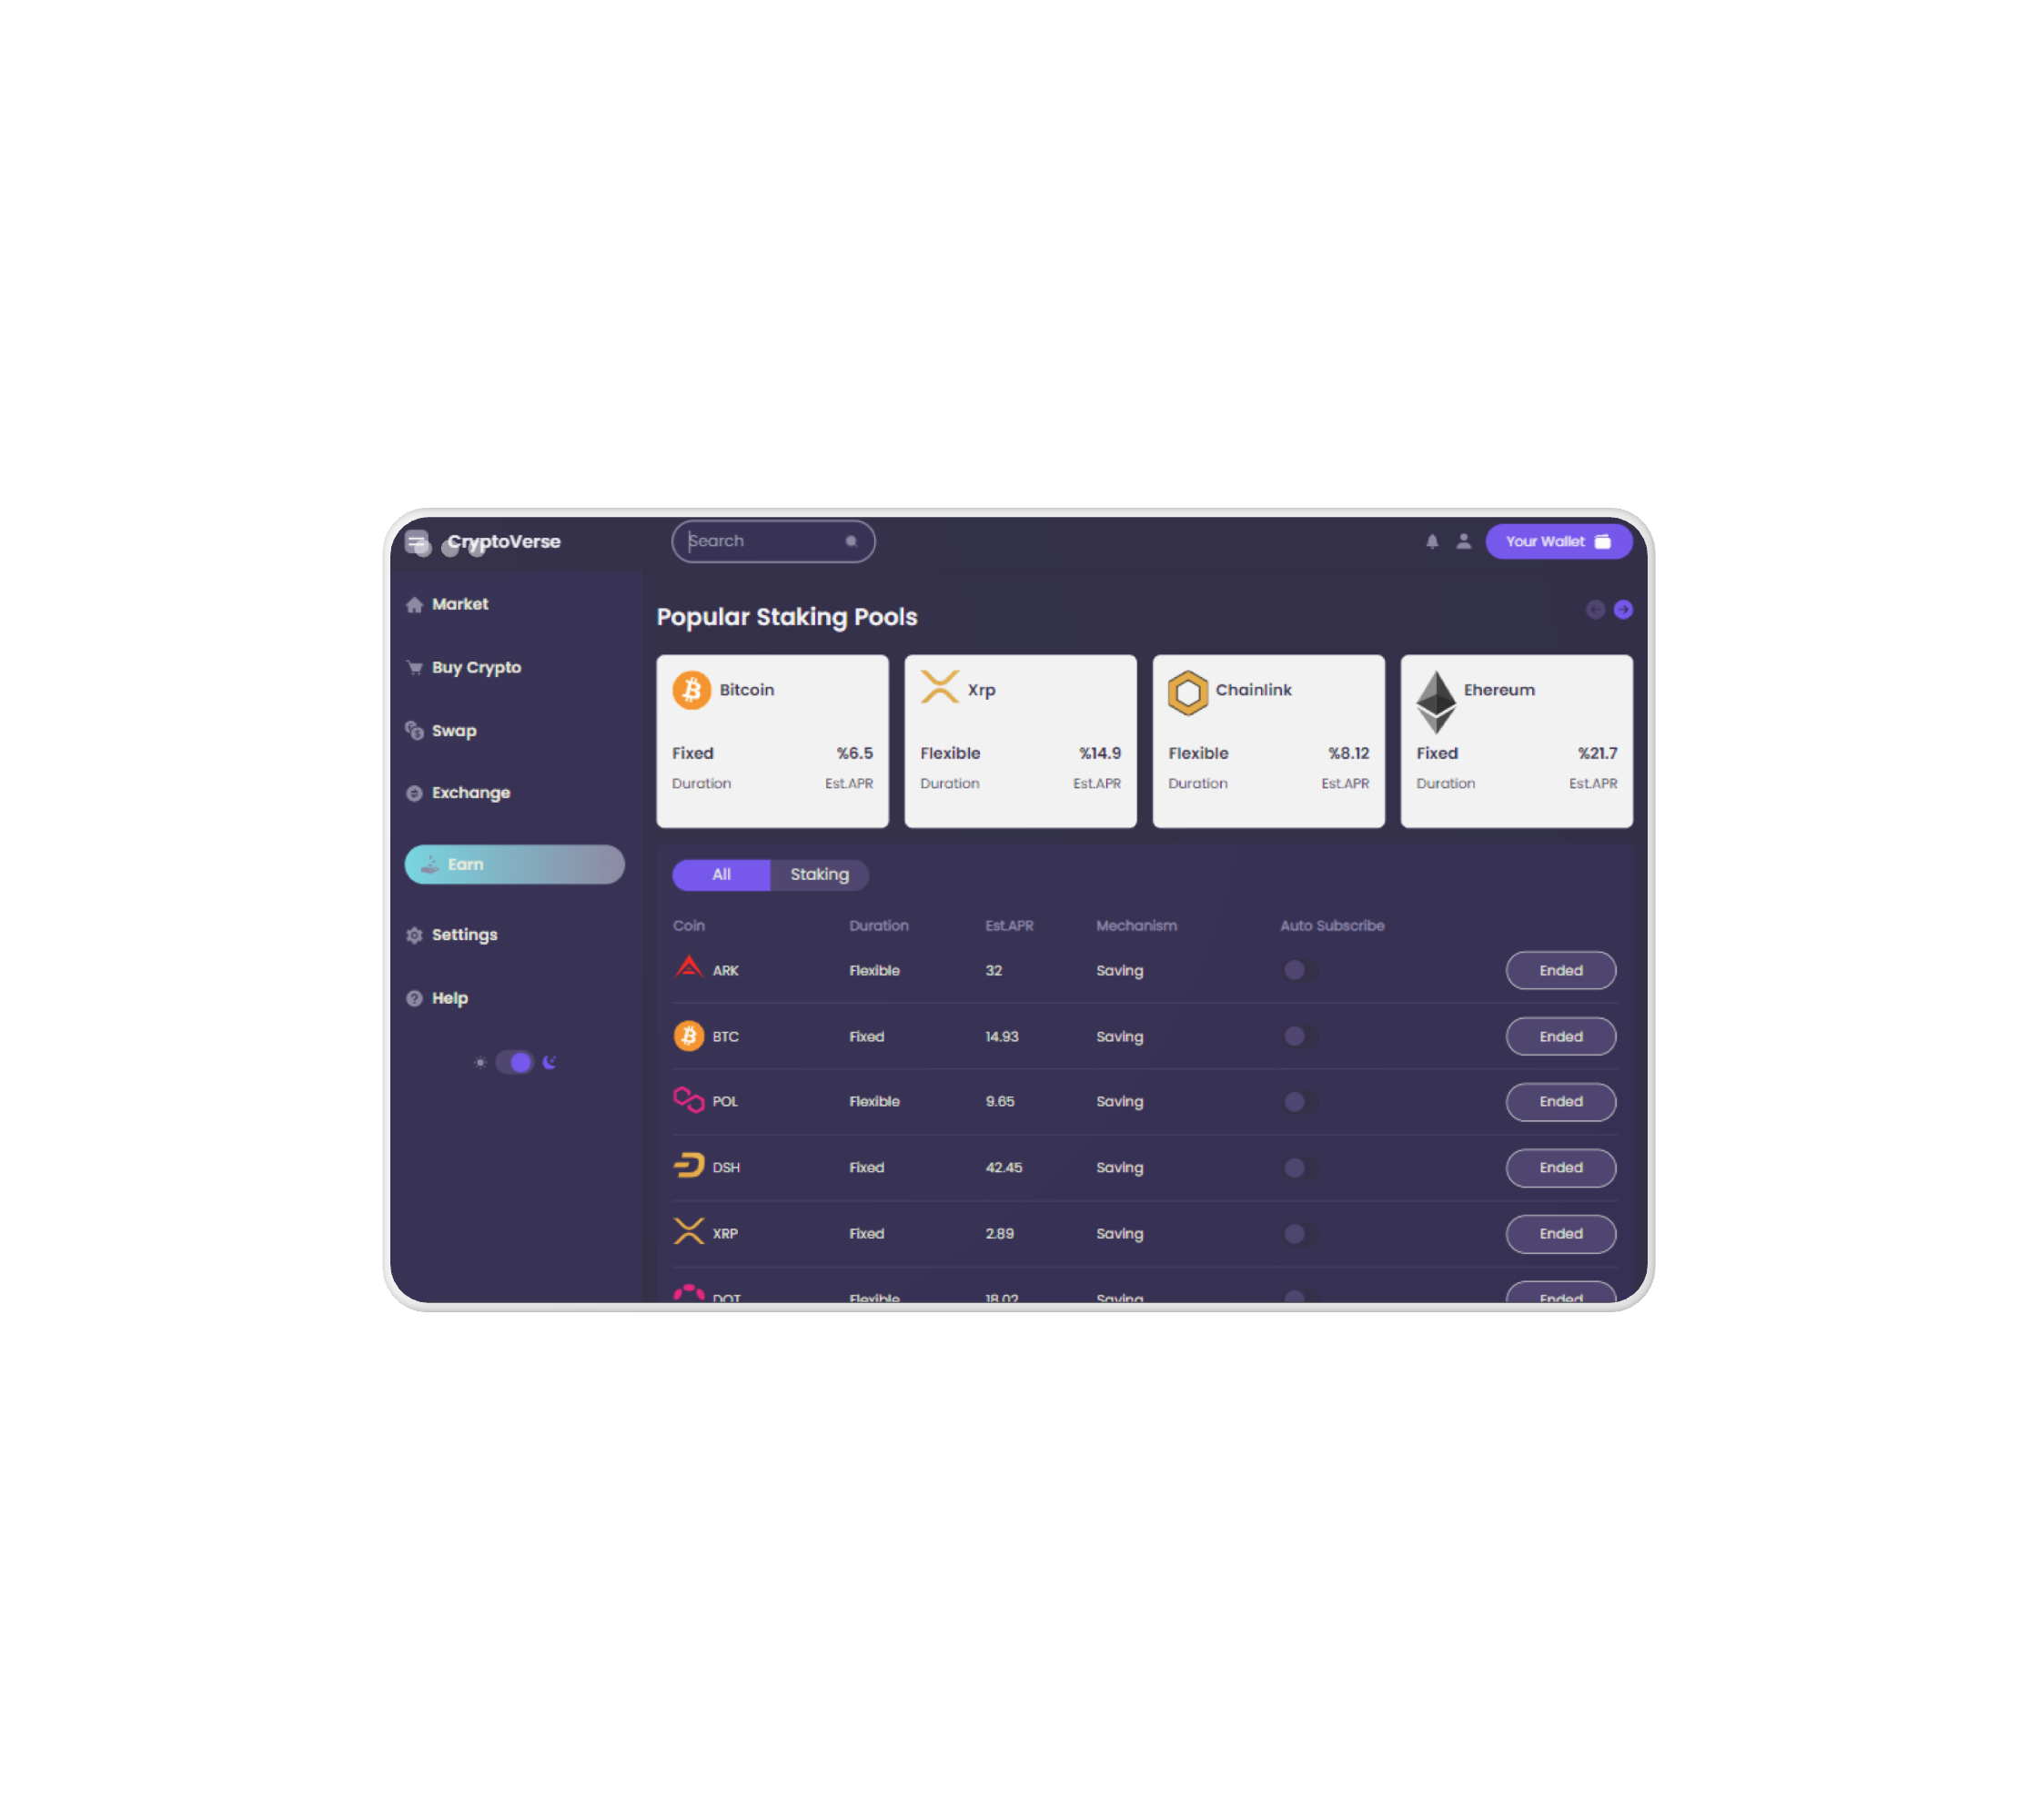 CryptoVerse
Search
Your Wallet
Market
Buy Crypto
Swap
Exchange
Earn
Settings
Help
Popular Staking Pools
Bitcoin
Fixed %6.5
Duration Est.APR
Xrp
Flexible %14.9
Duration Est.APR
Chainlink
Flexible %8.12
Duration Est.APR
Ehereum
Fixed %21.7
Duration Est.APR
All Staking
Coin Duration Est.APR Mechanism Auto Subscribe
ARK Flexible 32 Saving Ended
BTC Fixed 14.93 Saving Ended
POL Flexible 9.65 Saving Ended
DSH Fixed 42.45 Saving Ended
XRP Fixed 2.89 Saving Ended
DOT Flexible 18.02 Saving Ended